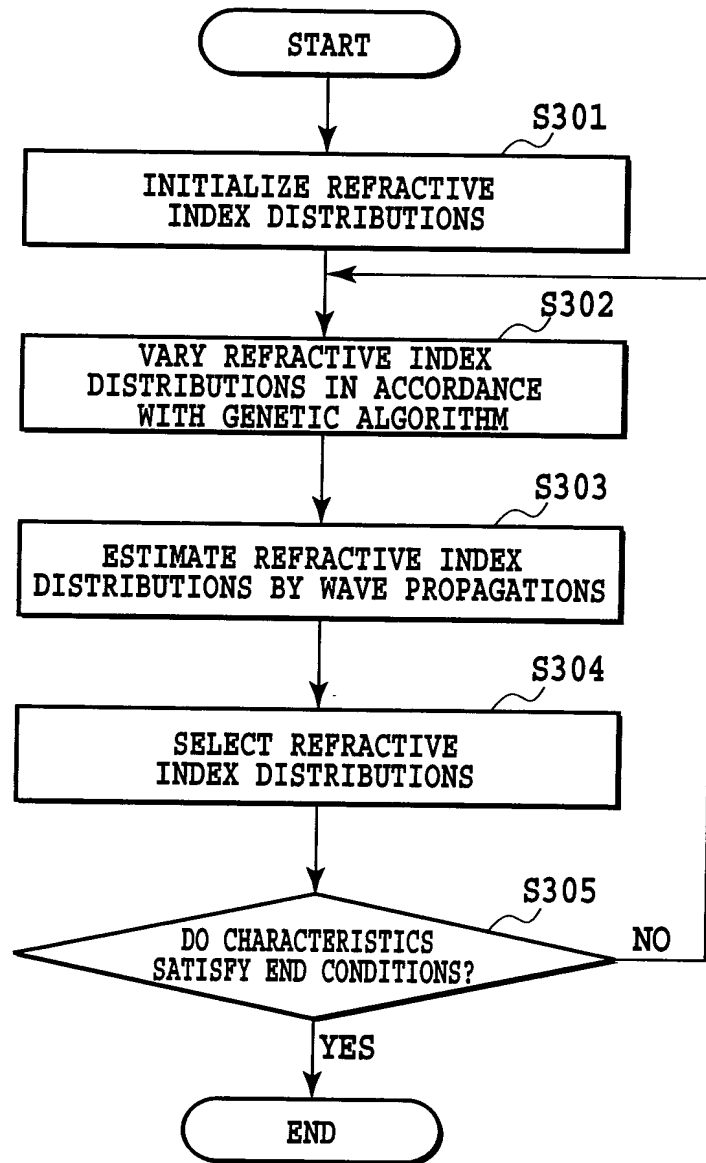 START
S301
INITIALIZE REFRACTIVE
INDEX DISTRIBUTIONS
S302
VARY REFRACTIVE INDEX
DISTRIBUTIONS IN ACCORDANCE
WITH GENETIC ALGORITHM
S303
ESTIMATE REFRACTIVE INDEX
DISTRIBUTIONS BY WAVE PROPAGATIONS
S304
SELECT REFRACTIVE
INDEX DISTRIBUTIONS
S305
DO CHARACTERISTICS
SATISFY END CONDITIONS?
NO
YES
END